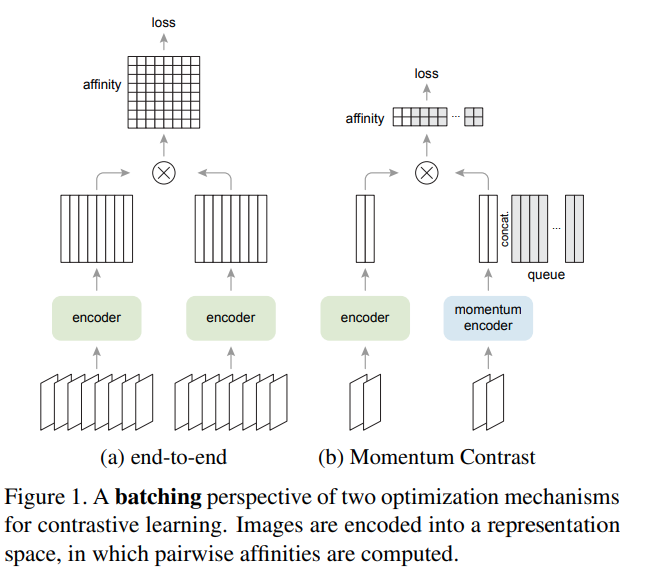 loss
affinity
encoder
encoder
(a) end-to-end
loss
affinity
...
concat.
...
queue
encoder
momentum
encoder
(b) Momentum Contrast
Figure 1. A batching perspective of two optimization mechanisms
for contrastive learning. Images are encoded into a representation
space, in which pairwise affinities are computed.